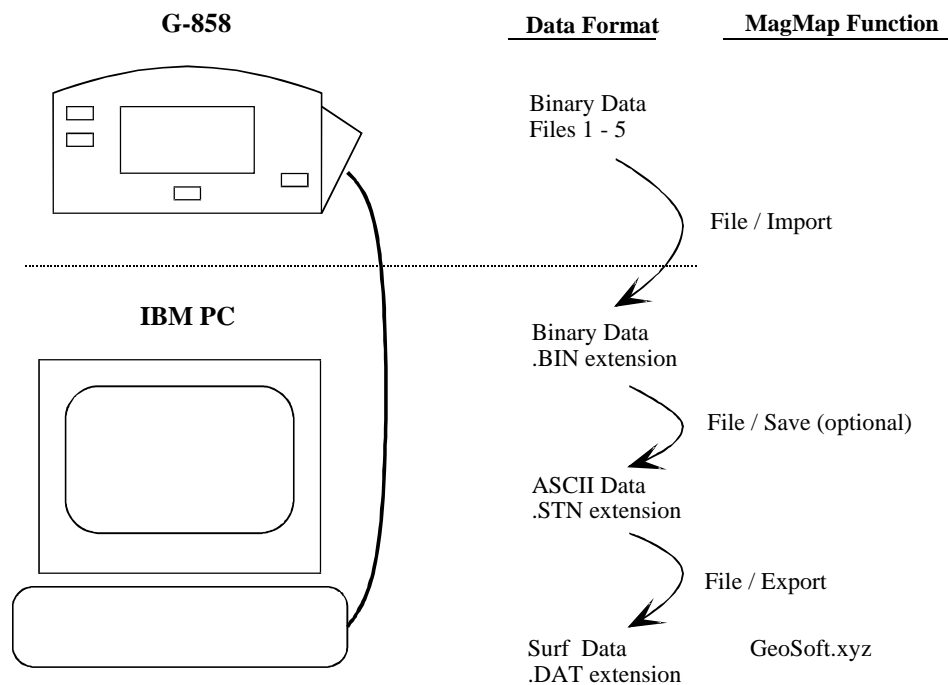 G-858
Data Format
MagMap Function
Binary Data
Files 1 - 5
File / Import
IBM PC
Binary Data
.BIN extension
File / Save (optional)
ASCII Data
.STN extension
File / Export
Surf Data
.DAT extension
GeoSoft.xyz